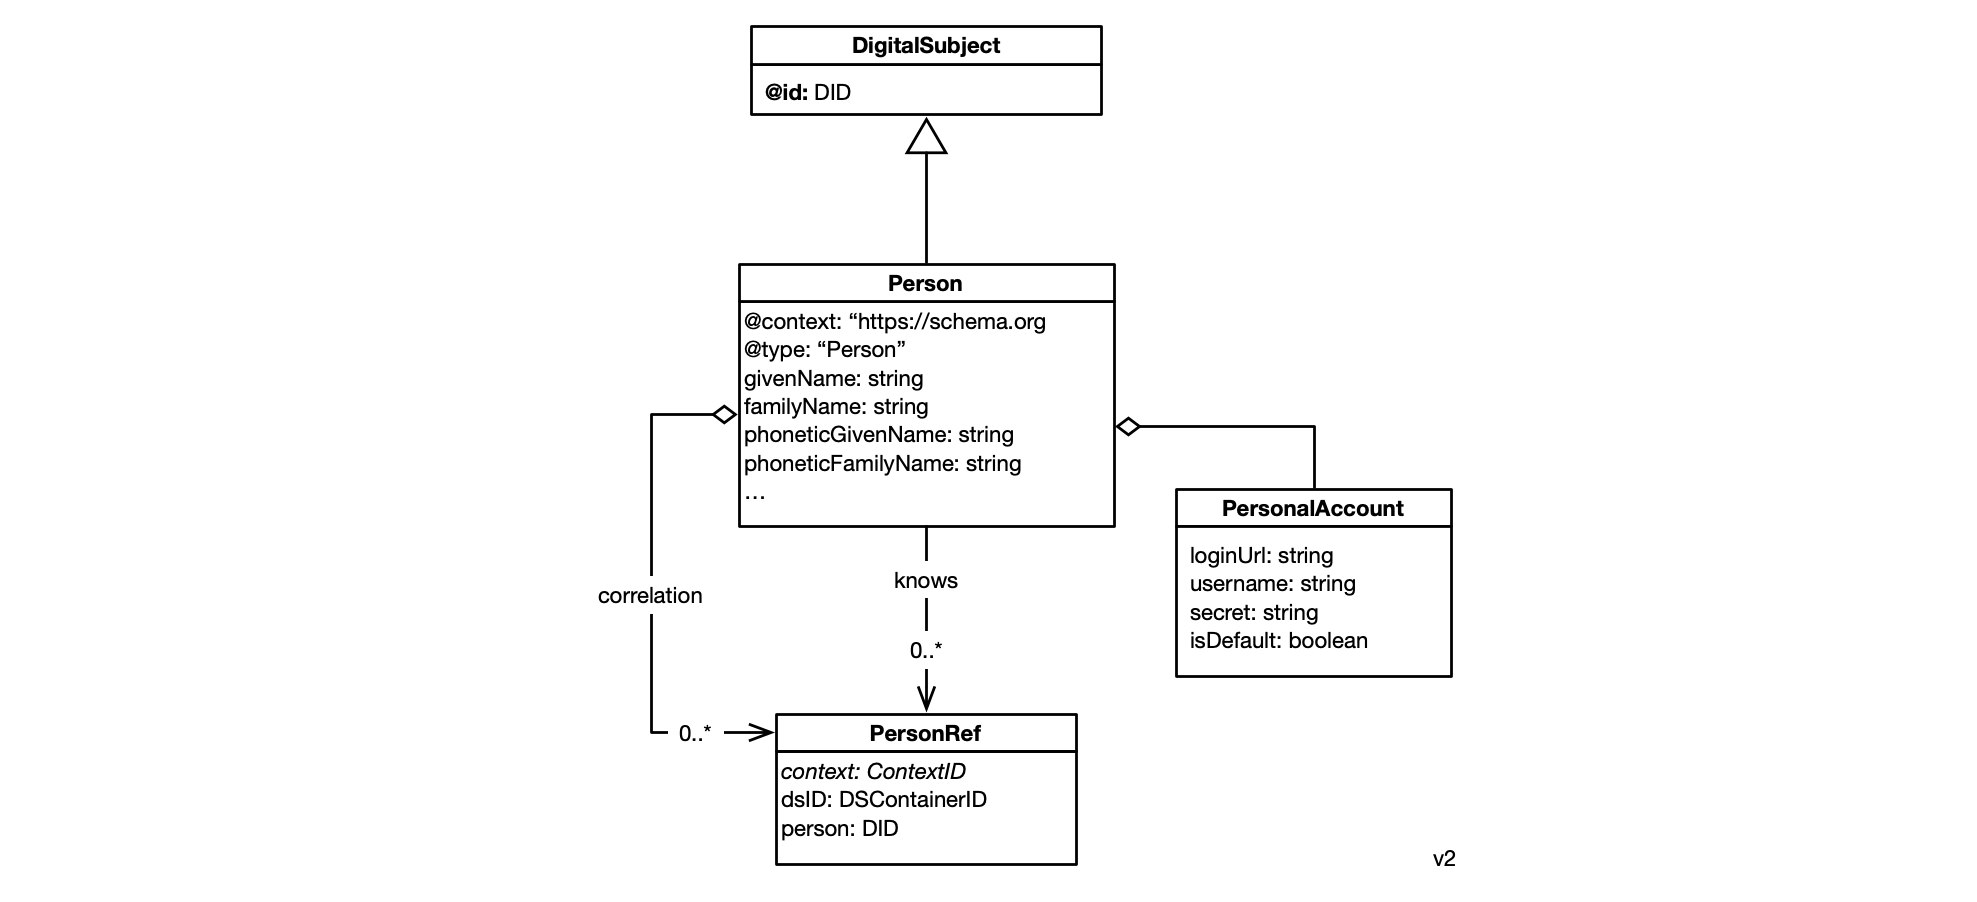 DigitalSubject
@id: DID
Person
@context: “https://schema.org
@type: “Person”
givenName: string
familyName: string
phoneticGivenName: string
phoneticFamilyName: string
...
PersonalAccount
loginUrl: string
username: string
secret: string
isDefault: boolean
correlation
knows
0..*
0..*
PersonRef
context: ContextID
dsID: DSContainerID
person: DID
v2